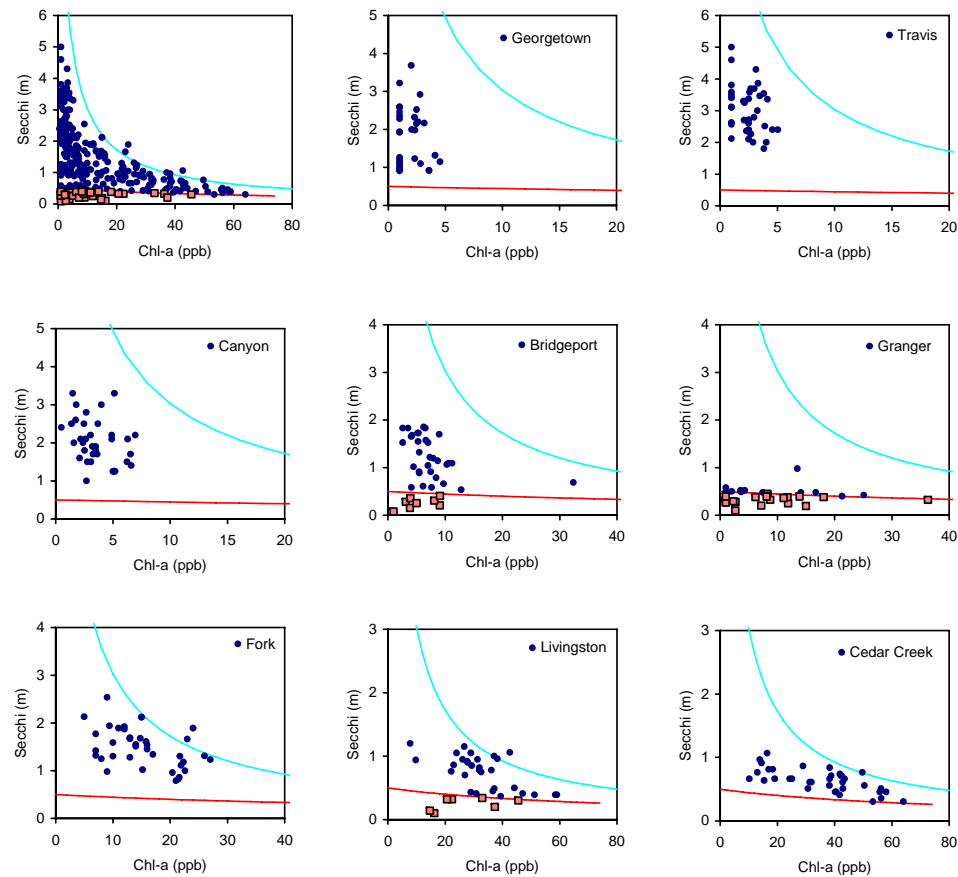 6
5
4
3
2
1
0
Secchi (m)
0 20 40 60 80
Chl-a (ppb)
5
4
3
2
1
0
Secchi (m)
Georgetown
0 5 10 15 20
Chl-a (ppb)
6
5
4
3
2
1
0
Secchi (m)
Travis
0 5 10 15 20
Chl-a (ppb)
5
4
3
2
1
0
Secchi (m)
Canyon
0 5 10 15 20
Chl-a (ppb)
4
3
2
1
0
Secchi (m)
Bridgeport
0 10 20 30 40
Chl-a (ppb)
4
3
2
1
0
Secchi (m)
Granger
0 10 20 30 40
Chl-a (ppb)
4
3
2
1
0
Secchi (m)
Fork
0 10 20 30 40
Chl-a (ppb)
3
2
1
0
Secchi (m)
Livingston
0 20 40 60 80
Chl-a (ppb)
3
2
1
0
Secchi (m)
Cedar Creek
0 20 40 60 80
Chl-a (ppb)